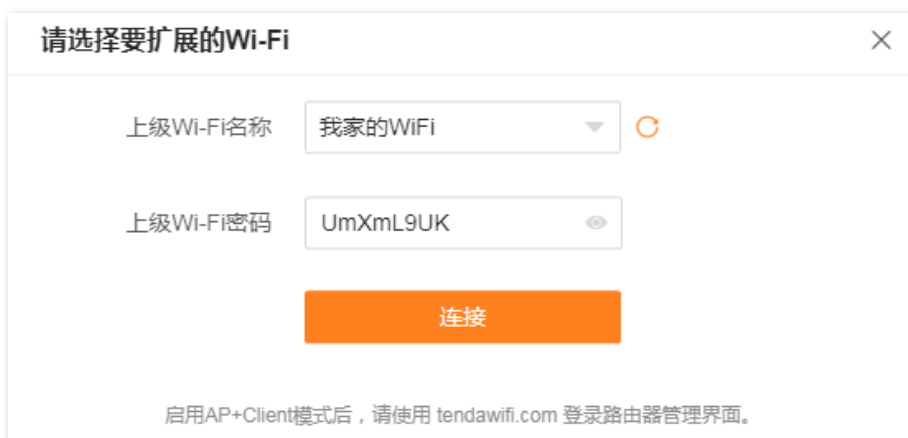 请选择要扩展的Wi-Fi
上级Wi-Fi名称 我家的WiFi
上级Wi-Fi密码 UmXmL9UK
连接
启用AP+Client模式后，请使用 tendawifi.com 登录路由器管理界面。